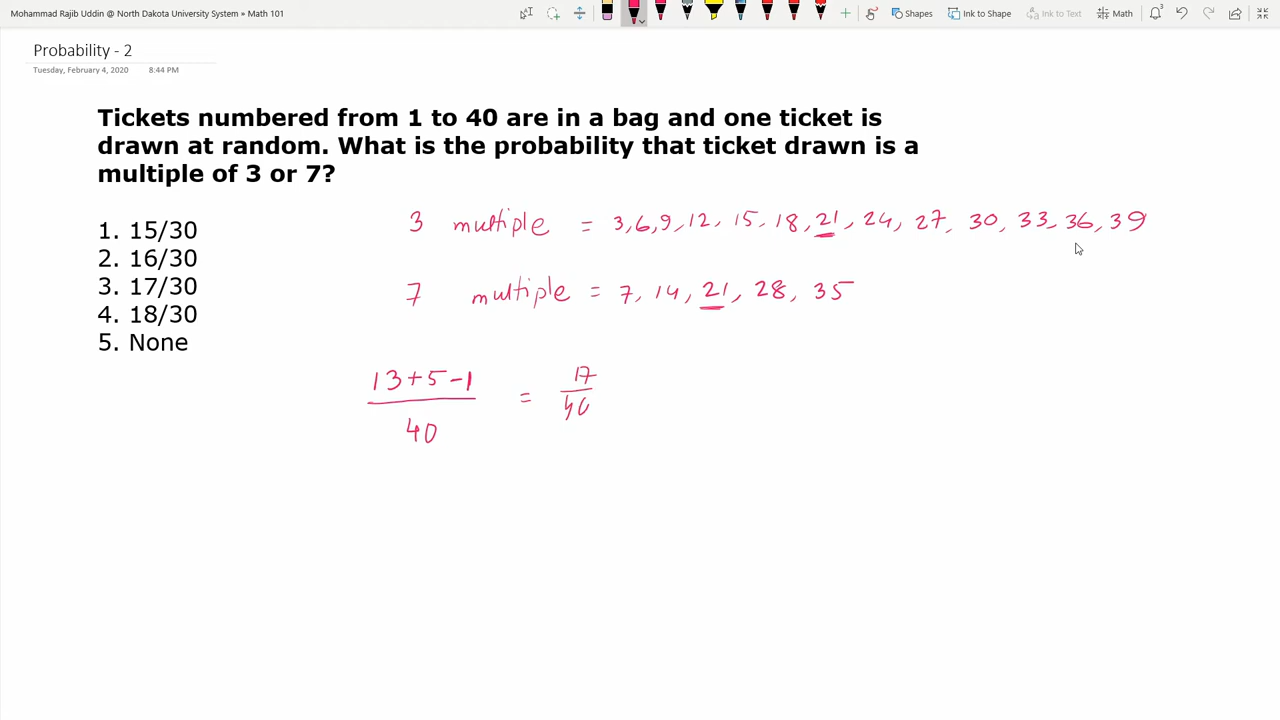 Mohammad Rajib Uddin @ North Dakota University System » Math 101
Shapes Ink to Shape Ink to Text Math
Probability - 2
Tuesday, February 4, 2020 8:44 PM
Tickets numbered from 1 to 40 are in a bag and one ticket is
drawn at random. What is the probability that ticket drawn is a
multiple of 3 or 7?
1. 15/30
2. 16/30
3. 17/30
4. 18/30
5. None
3 multiple = 3,6,9,12, 15, 18, 21, 24, 27, 30, 33, 36, 39
7 multiple = 7, 14, 21, 28, 35
13+5-1
40
=
17
40